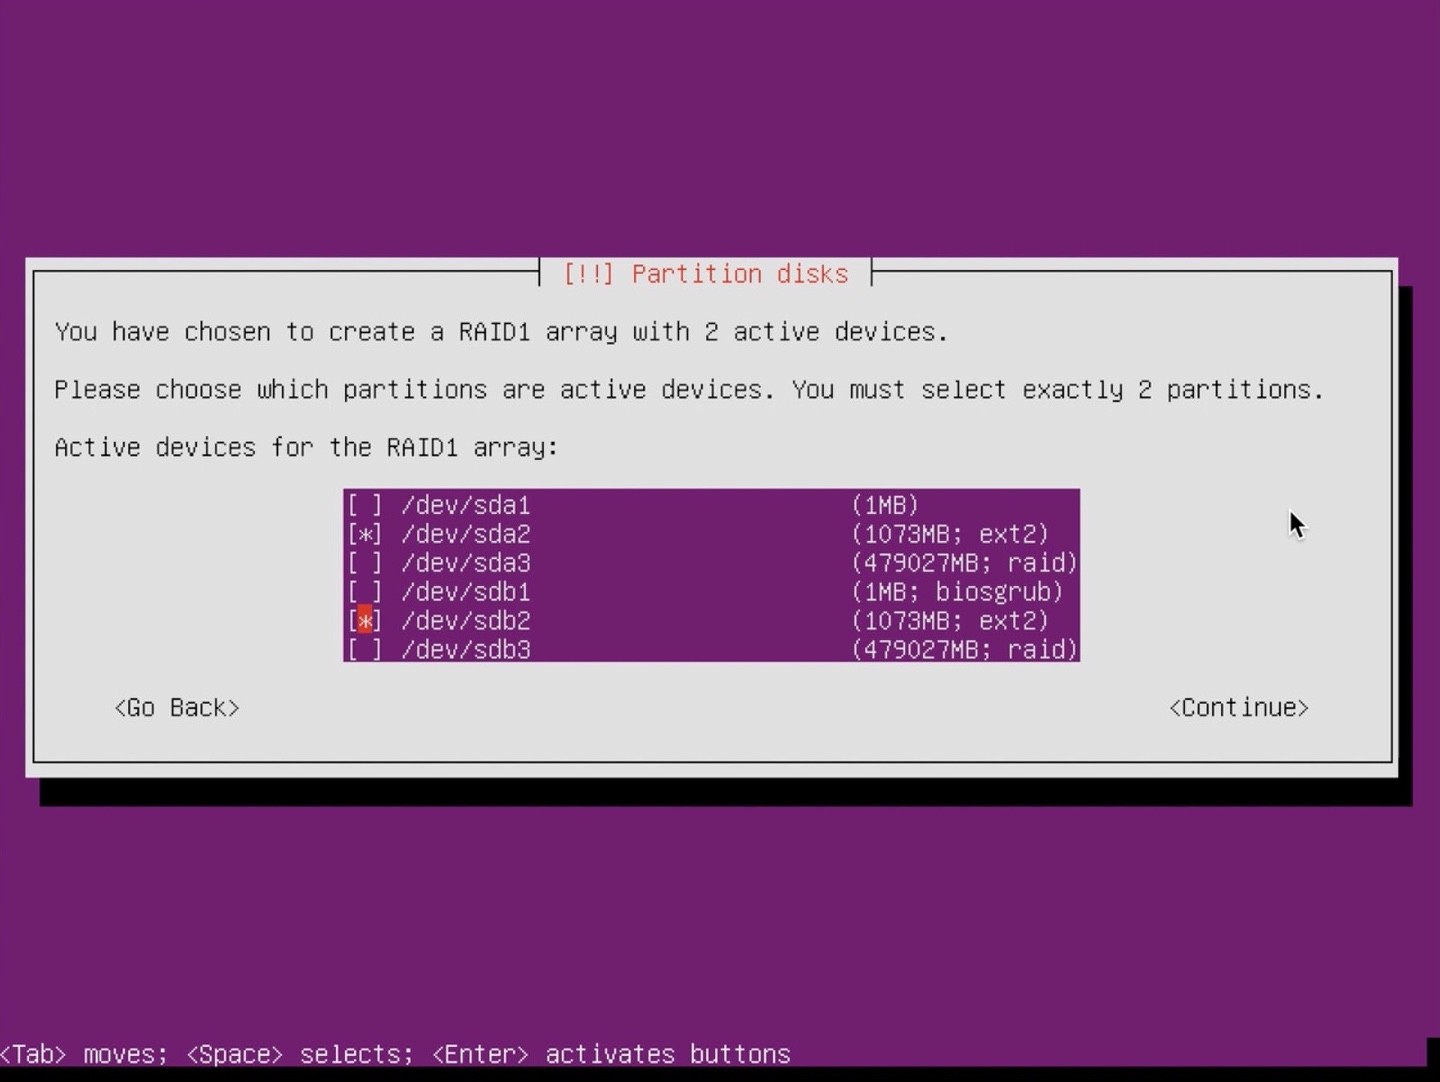 [!!] Partition disks
You have chosen to create a RAID1 array with 2 active devices.
Please choose which partitions are active devices. You must select exactly 2 partitions.
Active devices for the RAID1 array:
[ ] /dev/sda1 (1MB)
[*] /dev/sda2 (1073MB; ext2)
[ ] /dev/sda3 (479027MB; raid)
[ ] /dev/sdb1 (1MB; biosgrub)
[*] /dev/sdb2 (1073MB; ext2)
[ ] /dev/sdb3 (479027MB; raid)
<Go Back> <Continue>
<Tab> moves; <Space> selects; <Enter> activates buttons